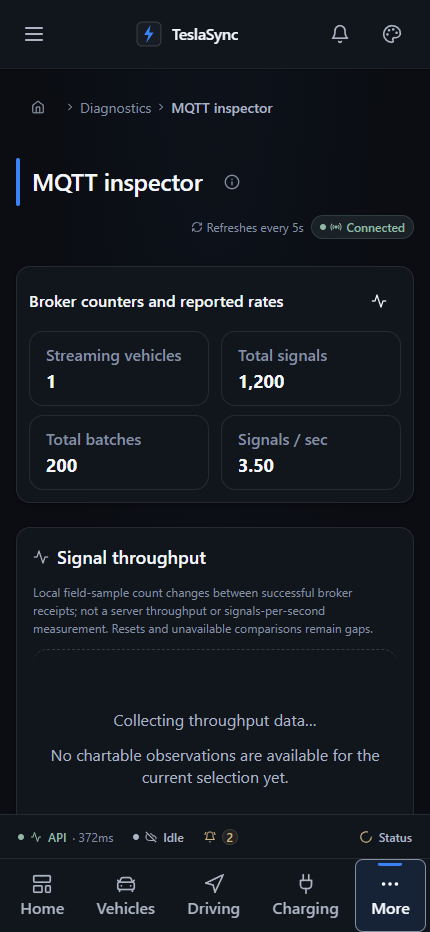 TeslaSync
Diagnostics
MQTT inspector
MQTT inspector
Refreshes every 5s
Connected
Broker counters and reported rates
Streaming vehicles
1
Total signals
1,200
Total batches
200
Signals / sec
3.50
Signal throughput
Local field-sample count changes between successful broker
receipts; not a server throughput or signals-per-second
measurement. Resets and unavailable comparisons remain gaps.
Collecting throughput data...
No chartable observations are available for the
current selection yet.
API · 372ms
Idle
2
Status
Home
Vehicles
Driving
Charging
More